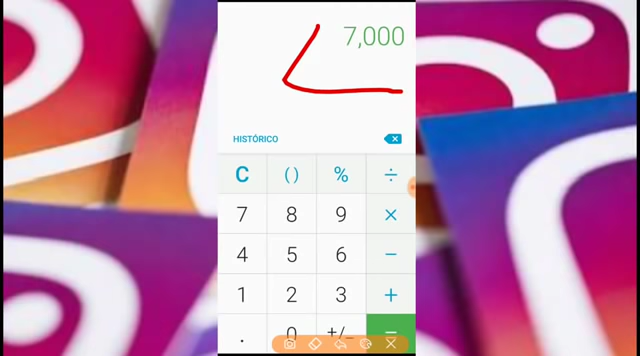 7,000
HISTÓRICO
C ( ) % ÷
7 8 9 ×
4 5 6 −
1 2 3 +
. 0 +/− =